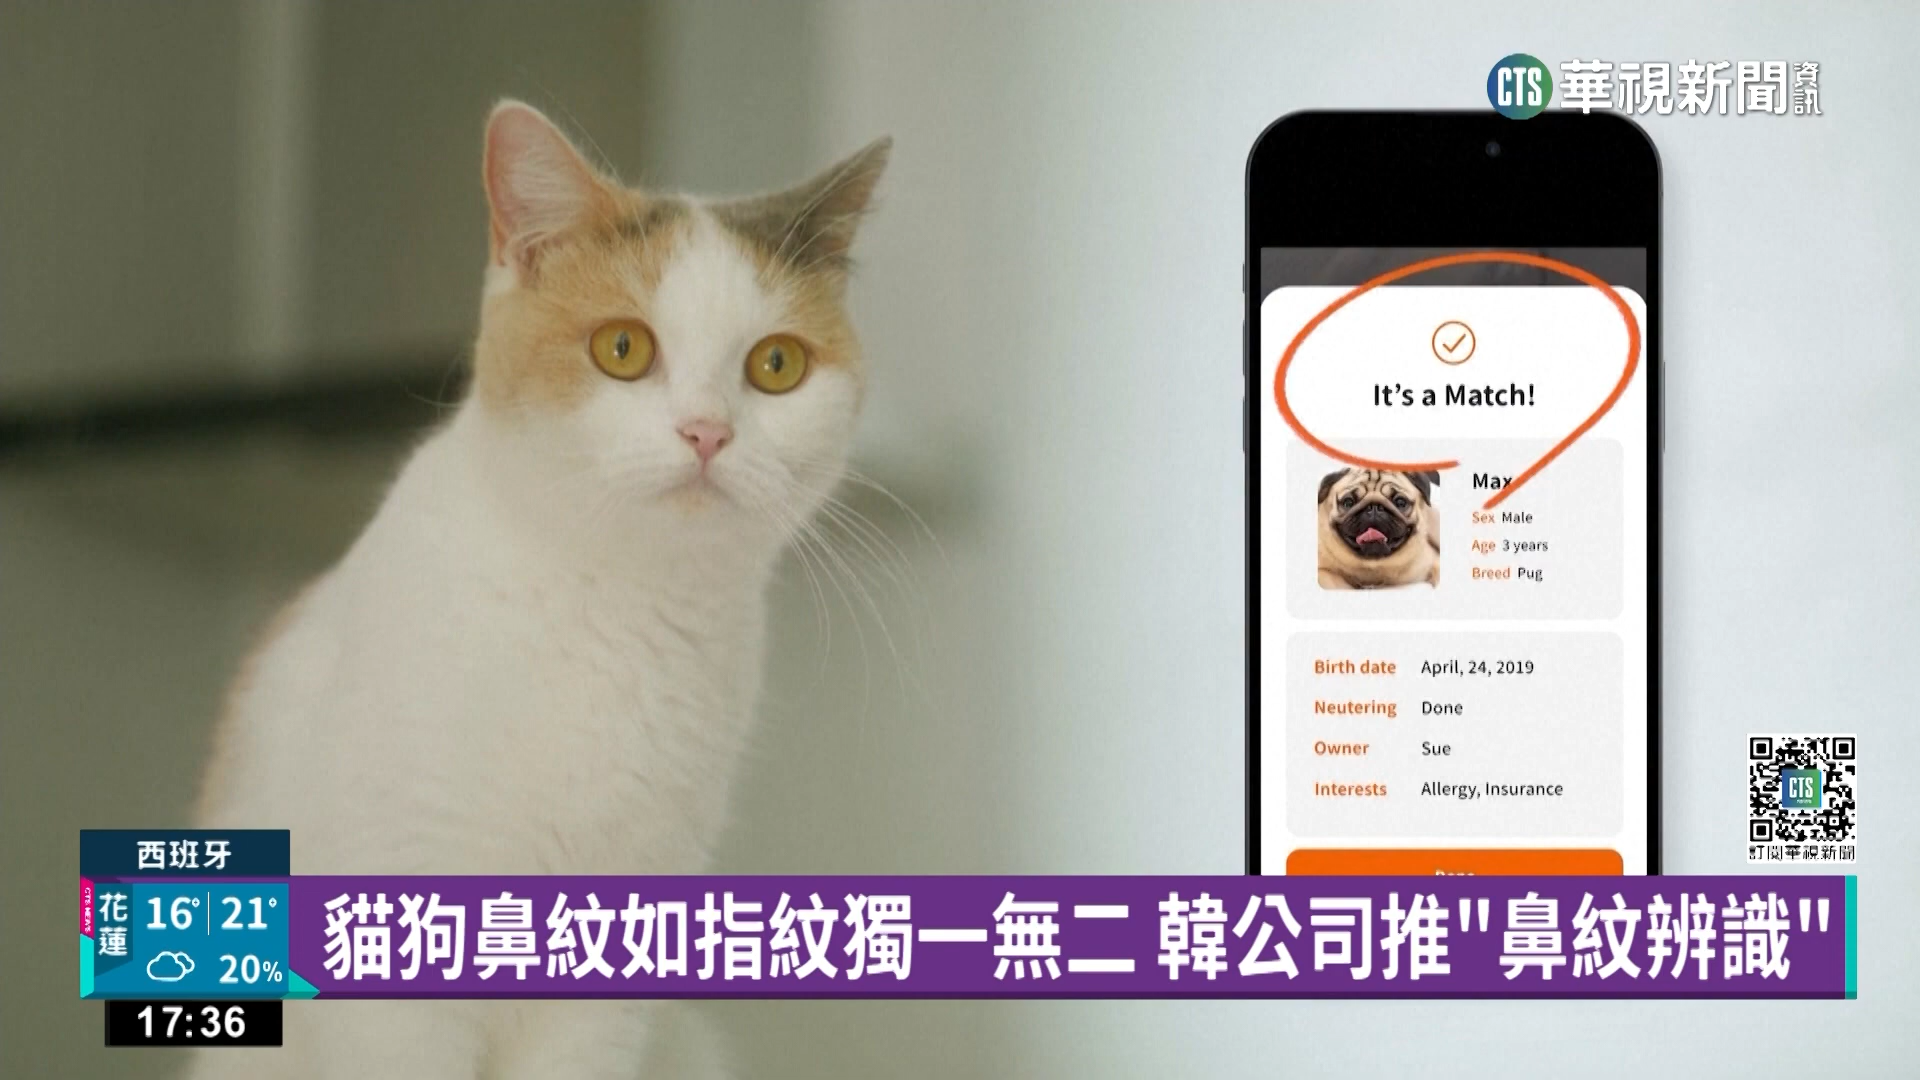 CTS 華視新聞資訊
It's a Match!
Max
Sex Male
Age 3 years
Breed Pug
Birth date April, 24, 2019
Neutering Done
Owner Sue
Interests Allergy, Insurance
Done
CTS
訂閱華視新聞
西班牙
CTS NEWS
花蓮
16° 21°
20%
貓狗鼻紋如指紋獨一無二 韓公司推"鼻紋辨識"
17:36